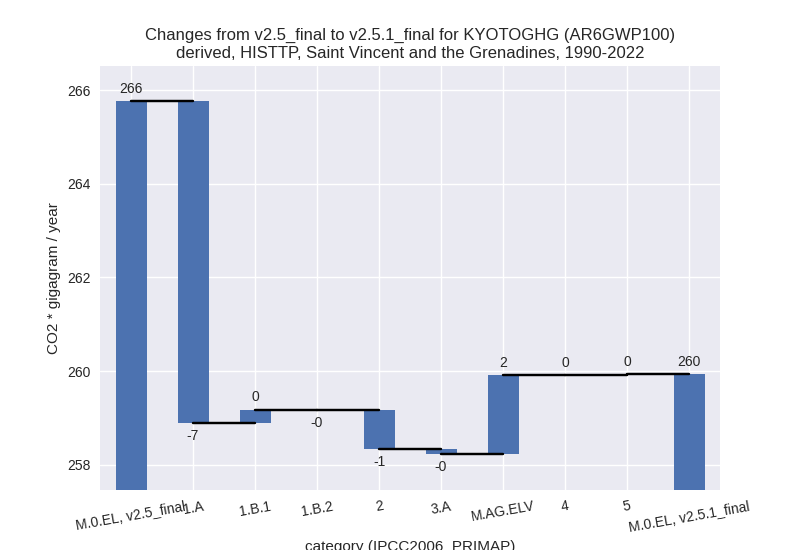 Changes from v2.5_final to v2.5.1_final for KYOTOGHG (AR6GWP100)
derived, HISTTP, Saint Vincent and the Grenadines, 1990-2022
CO2 * gigagram / year
266
264
262
260
258
266
-7
0
-0
-1
-0
2
0
0
260
M.0.EL, v2.5_final
1.A
1.B.1
1.B.2
2
3.A
M.AG.ELV
4
5
M.0.EL, v2.5.1_final
category (IPCC2006_PRIMAP)